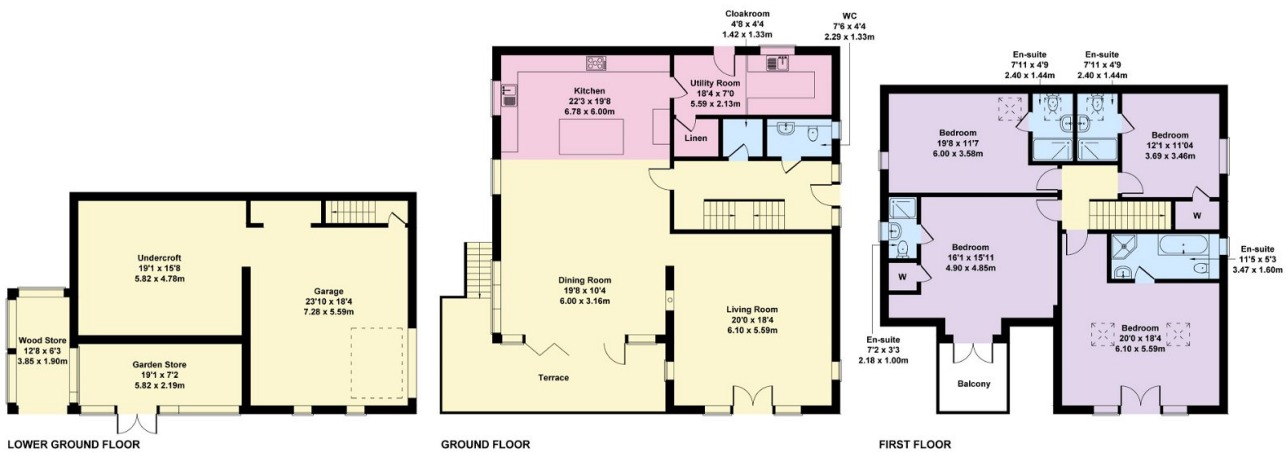 Undercroft
19'1 x 15'8
5.82 x 4.78m
Garage
23'10 x 18'4
7.28 x 5.59m
Wood Store
12'8 x 6'3
3.85 x 1.90m
Garden Store
19'1 x 7'2
5.82 x 2.19m
LOWER GROUND FLOOR
Cloakroom
4'8 x 4'4
1.42 x 1.33m
WC
7'6 x 4'4
2.29 x 1.33m
Kitchen
22'3 x 19'8
6.78 x 6.00m
Utility Room
18'4 x 7'0
5.59 x 2.13m
Linen
Dining Room
19'8 x 10'4
6.00 x 3.16m
Living Room
20'0 x 18'4
6.10 x 5.59m
Terrace
GROUND FLOOR
En-suite
7'11 x 4'9
2.40 x 1.44m
En-suite
7'11 x 4'9
2.40 x 1.44m
Bedroom
19'8 x 11'7
6.00 x 3.58m
Bedroom
12'1 x 11'04
3.69 x 3.46m
W
Bedroom
16'1 x 15'11
4.90 x 4.85m
W
En-suite
11'5 x 5'3
3.47 x 1.60m
En-suite
7'2 x 3'3
2.18 x 1.00m
Bedroom
20'0 x 18'4
6.10 x 5.59m
Balcony
FIRST FLOOR